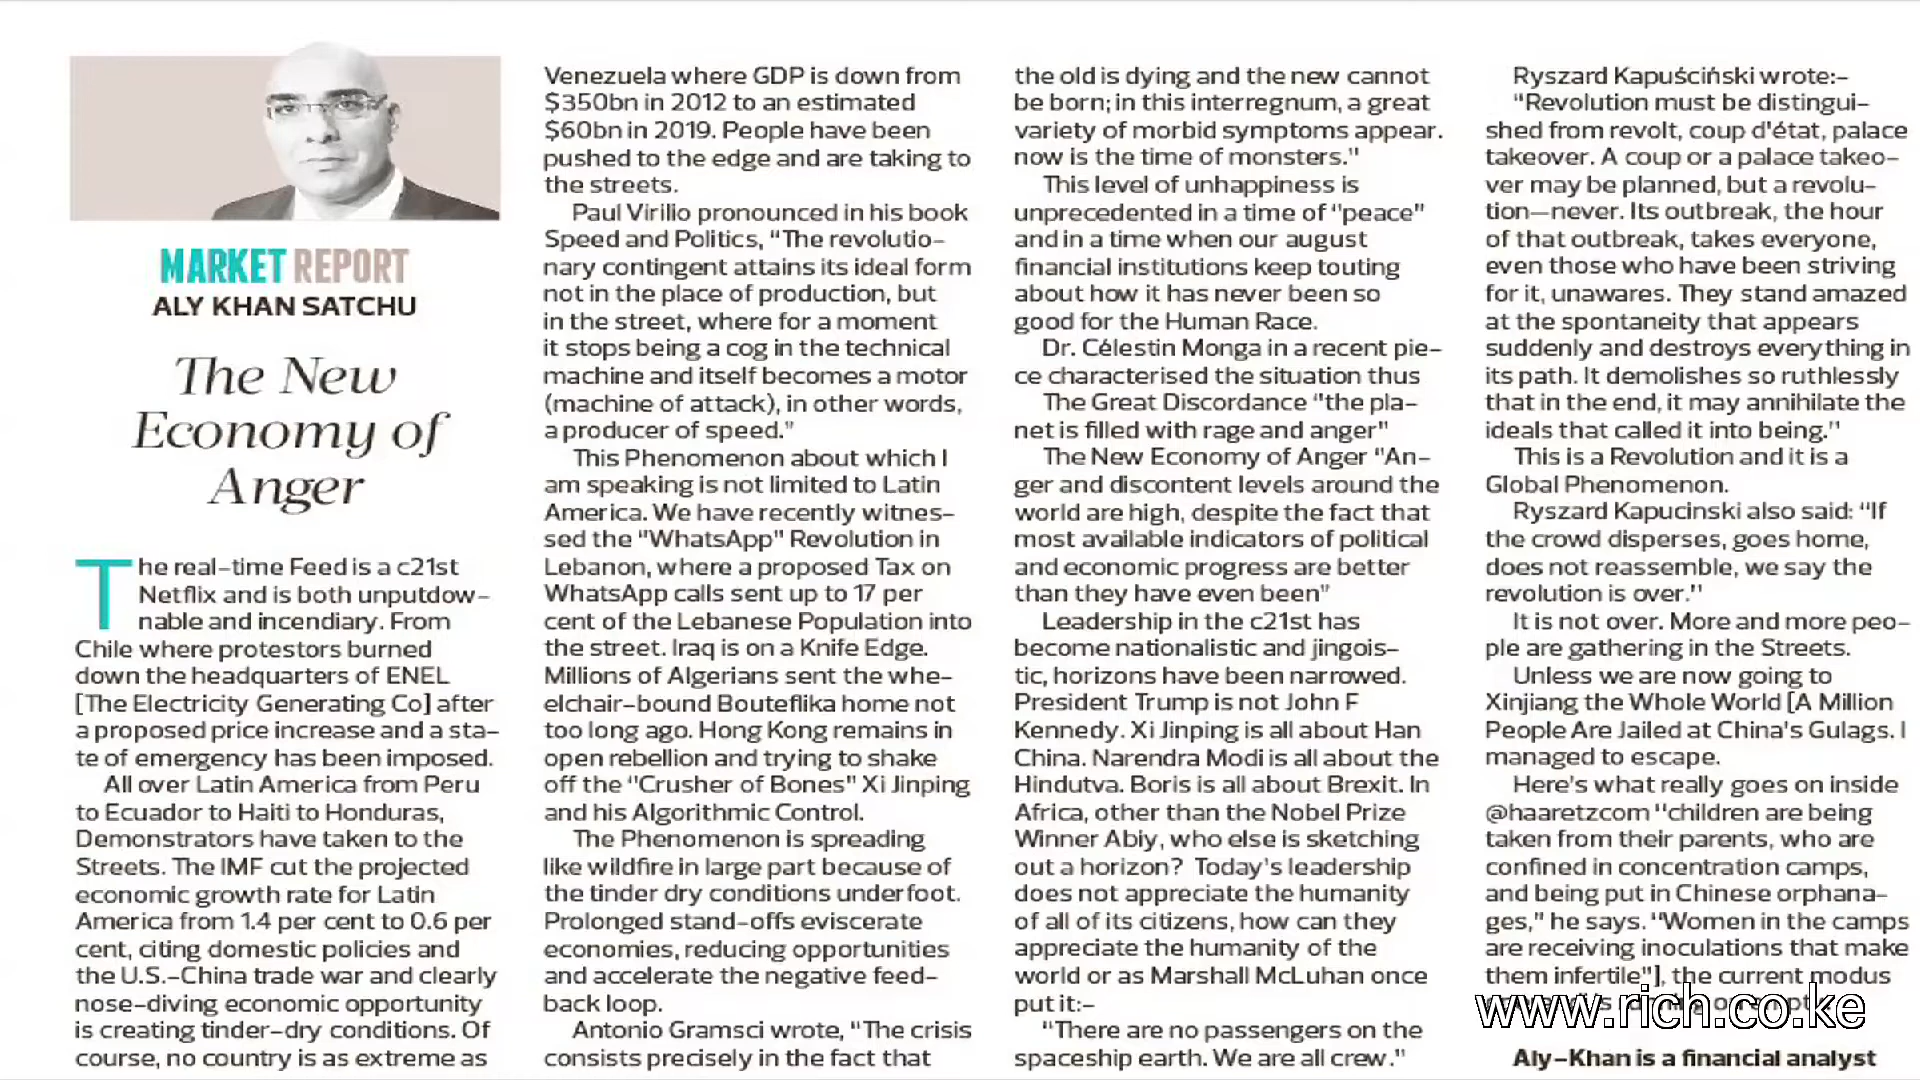 MARKET REPORT
ALY KHAN SATCHU
The New
Economy of
Anger
The real-time Feed is a c21st
Netflix and is both unputdow-
nable and incendiary. From
Chile where protestors burned
down the headquarters of ENEL
[The Electricity Generating Co] after
a proposed price increase and a sta-
te of emergency has been imposed.
All over Latin America from Peru
to Ecuador to Haiti to Honduras,
Demonstrators have taken to the
Streets. The IMF cut the projected
economic growth rate for Latin
America from 1.4 per cent to 0.6 per
cent, citing domestic policies and
the U.S.-China trade war and clearly
nose-diving economic opportunity
is creating tinder-dry conditions. Of
course, no country is as extreme as
Venezuela where GDP is down from
$350bn in 2012 to an estimated
$60bn in 2019. People have been
pushed to the edge and are taking to
the streets.
Paul Virilio pronounced in his book
Speed and Politics, “The revolutio-
nary contingent attains its ideal form
not in the place of production, but
in the street, where for a moment
it stops being a cog in the technical
machine and itself becomes a motor
(machine of attack), in other words,
a producer of speed.”
This Phenomenon about which I
am speaking is not limited to Latin
America. We have recently witnes-
sed the “WhatsApp” Revolution in
Lebanon, where a proposed Tax on
WhatsApp calls sent up to 17 per
cent of the Lebanese Population into
the street. Iraq is on a Knife Edge.
Millions of Algerians sent the whe-
elchair-bound Bouteflika home not
too long ago. Hong Kong remains in
open rebellion and trying to shake
off the “Crusher of Bones” Xi Jinping
and his Algorithmic Control.
The Phenomenon is spreading
like wildfire in large part because of
the tinder dry conditions underfoot.
Prolonged stand-offs eviscerate
economies, reducing opportunities
and accelerate the negative feed-
back loop.
Antonio Gramsci wrote, “The crisis
consists precisely in the fact that
the old is dying and the new cannot
be born; in this interregnum, a great
variety of morbid symptoms appear.
now is the time of monsters.”
This level of unhappiness is
unprecedented in a time of “peace”
and in a time when our august
financial institutions keep touting
about how it has never been so
good for the Human Race.
Dr. Célestin Monga in a recent pie-
ce characterised the situation thus
The Great Discordance “the pla-
net is filled with rage and anger”
The New Economy of Anger “An-
ger and discontent levels around the
world are high, despite the fact that
most available indicators of political
and economic progress are better
than they have even been”
Leadership in the c21st has
become nationalistic and jingois-
tic, horizons have been narrowed.
President Trump is not John F
Kennedy. Xi Jinping is all about Han
China. Narendra Modi is all about the
Hindutva. Boris is all about Brexit. In
Africa, other than the Nobel Prize
Winner Abiy, who else is sketching
out a horizon? Today's leadership
does not appreciate the humanity
of all of its citizens, how can they
appreciate the humanity of the
world or as Marshall McLuhan once
put it:-
“There are no passengers on the
spaceship earth. We are all crew.”
Ryszard Kapuściński wrote:-
“Revolution must be distingui-
shed from revolt, coup d'état, palace
takeover. A coup or a palace takeo-
ver may be planned, but a revolu-
tion—never. Its outbreak, the hour
of that outbreak, takes everyone,
even those who have been striving
for it, unawares. They stand amazed
at the spontaneity that appears
suddenly and destroys everything in
its path. It demolishes so ruthlessly
that in the end, it may annihilate the
ideals that called it into being.”
This is a Revolution and it is a
Global Phenomenon.
Ryszard Kapucinski also said: “If
the crowd disperses, goes home,
does not reassemble, we say the
revolution is over.”
It is not over. More and more peo-
ple are gathering in the Streets.
Unless we are now going to
Xinjiang the Whole World [A Million
People Are Jailed at China's Gulags. I
managed to escape.
Here's what really goes on inside
@haaretzcom “children are being
taken from their parents, who are
confined in concentration camps,
and being put in Chinese orphana-
ges,” he says. “Women in the camps
are receiving inoculations that make
them infertile”], the current modus
www.rich.co.ke
Aly-Khan is a financial analyst